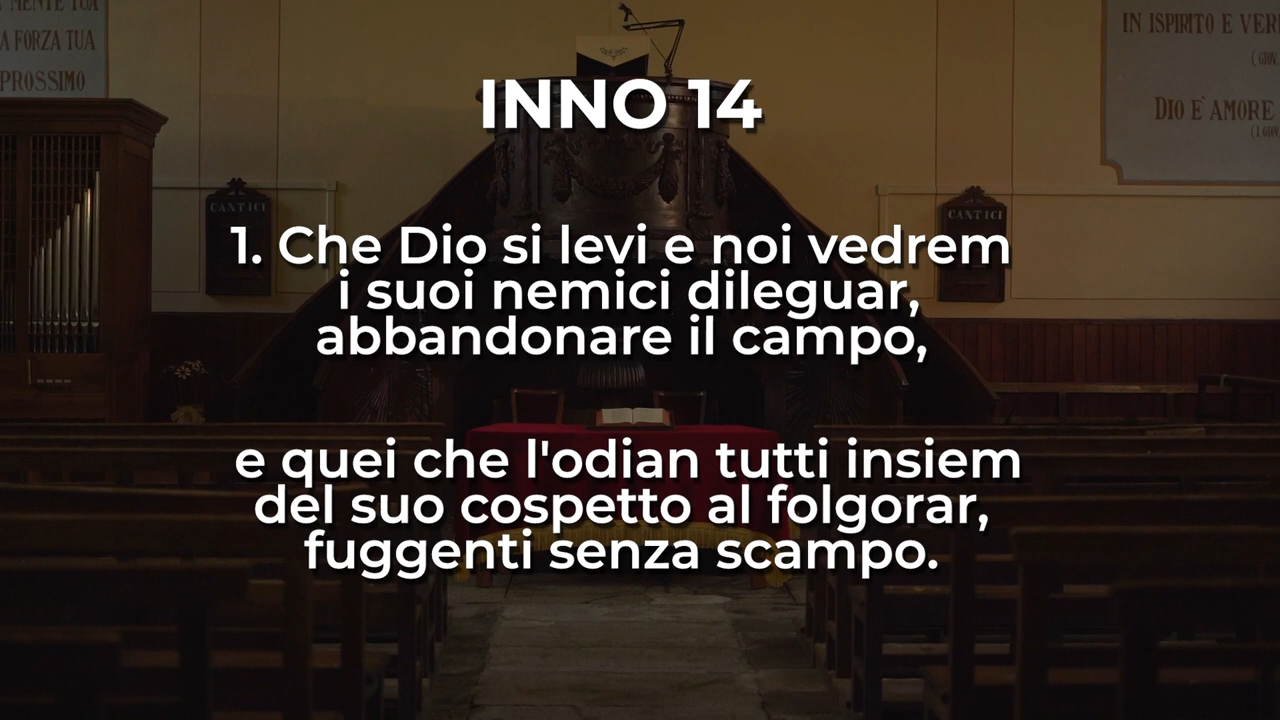 MENTE TUA
A FORZA TUA
PROSSIMO
IN ISPIRITO E VER
(GIOV.
DIO E' AMORE
(I. GIOV.
CANTICI
CANTICI
INNO 14
1. Che Dio si levi e noi vedrem
i suoi nemici dileguar,
abbandonare il campo,
e quei che l'odian tutti insiem
del suo cospetto al folgorar,
fuggenti senza scampo.